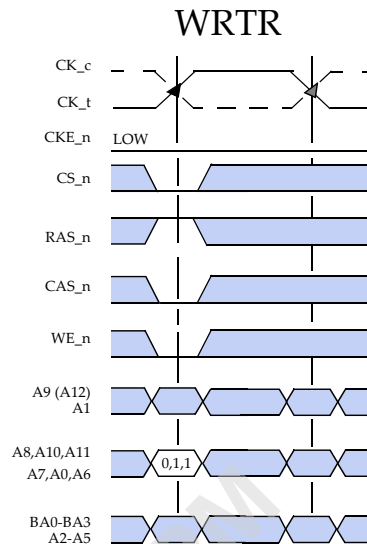 WRTR
CK_c
CK_t
CKE_n LOW
CS_n
RAS_n
CAS_n
WE_n
A9 (A12)
A1
A8,A10,A11
A7,A0,A6
0,1,1
BA0-BA3
A2-A5